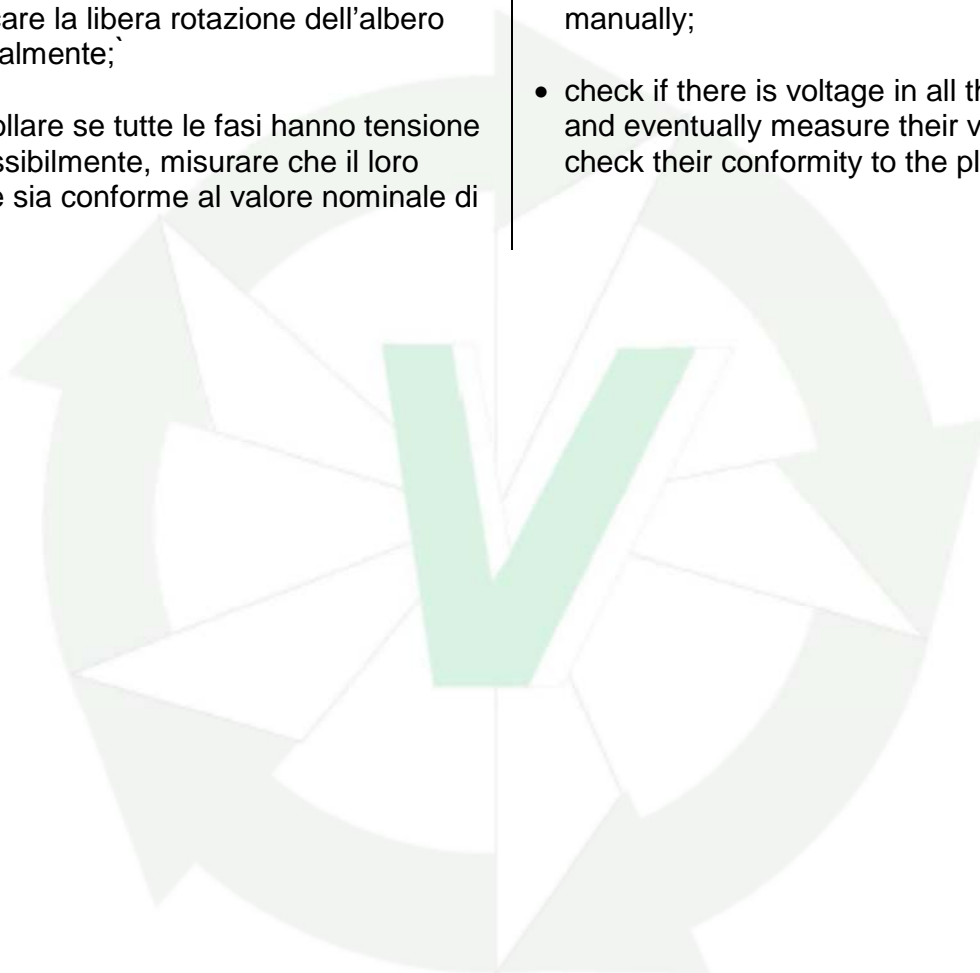 are la libera rotazione dell’albero
almente;`
ollare se tutte le fasi hanno tensione
ssibilmente, misurare che il loro
e sia conforme al valore nominale di
manually;
• check if there is voltage in all th
and eventually measure their v
check their conformity to the pl
V